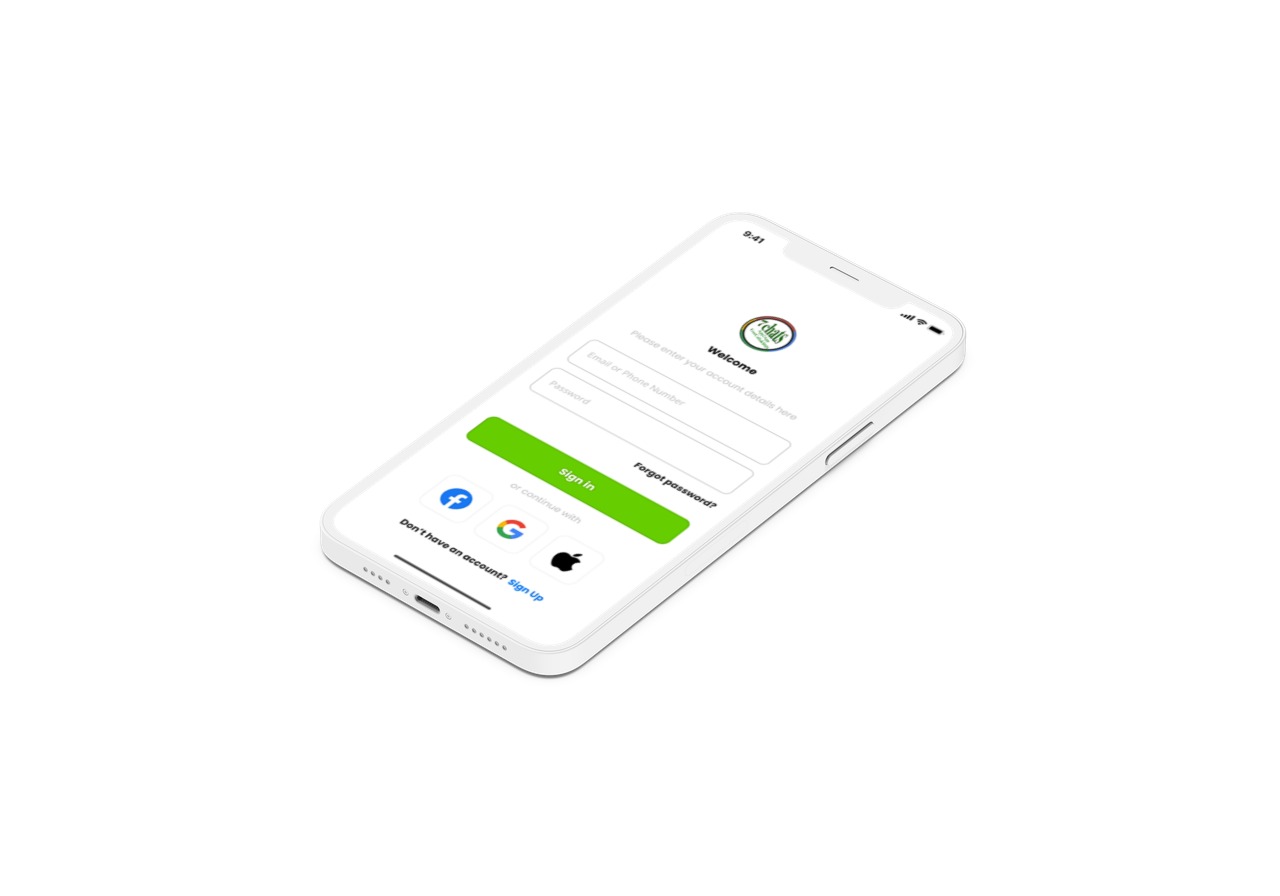 9:41
7chats
Welcome
Please enter your account details here
Email or Phone Number
Password
Forgot password?
Sign in
or continue with
Don't have an account? Sign Up